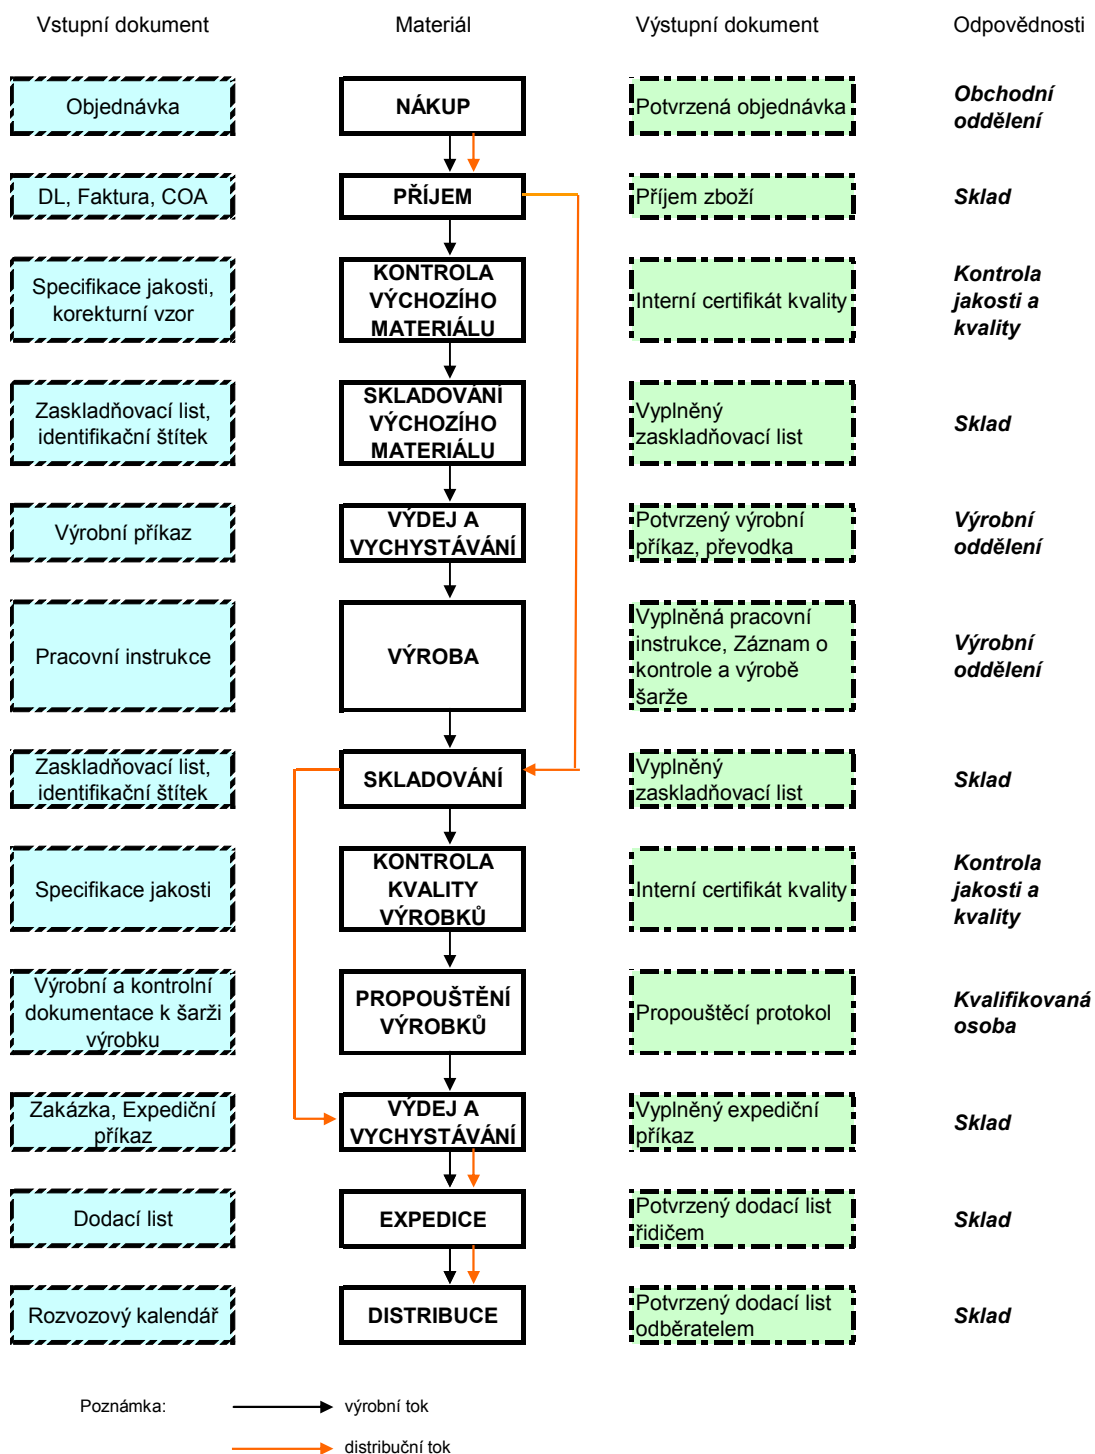 Vstupní dokument Materiál Výstupní dokument Odpovědnosti
Objednávka
NÁKUP
Potvrzená objednávka
Obchodní
oddělení
DL, Faktura, COA
PŘÍJEM
Příjem zboží
Sklad
Specifikace jakosti,
korekturní vzor
KONTROLA
VÝCHOZÍHO
MATERIÁLU
Interní certifikát kvality
Kontrola
jakosti a
kvality
Zaskladňovací list,
identifikační štítek
SKLADOVÁNÍ
VÝCHOZÍHO
MATERIÁLU
Vyplněný
zaskladňovací list
Sklad
Výrobní příkaz
VÝDEJ A
VYCHYSTÁVÁNÍ
Potvrzený výrobní
příkaz, převodka
Výrobní
oddělení
Pracovní instrukce
VÝROBA
Vyplněná pracovní
instrukce, Záznam o
kontrole a výrobě
šarže
Výrobní
oddělení
Zaskladňovací list,
identifikační štítek
SKLADOVÁNÍ
Vyplněný
zaskladňovací list
Sklad
Specifikace jakosti
KONTROLA
KVALITY
VÝROBKŮ
Interní certifikát kvality
Kontrola
jakosti a
kvality
Výrobní a kontrolní
dokumentace k šarži
výrobku
PROPOUŠTĚNÍ
VÝROBKŮ
Propouštěcí protokol
Kvalifikovaná
osoba
Zakázka, Expediční
příkaz
VÝDEJ A
VYCHYSTÁVÁNÍ
Vyplněný expediční
příkaz
Sklad
Dodací list
EXPEDICE
Potvrzený dodací list
řidičem
Sklad
Rozvozový kalendář
DISTRIBUCE
Potvrzený dodací list
odběratelem
Sklad
Poznámka: výrobní tok
distribuční tok